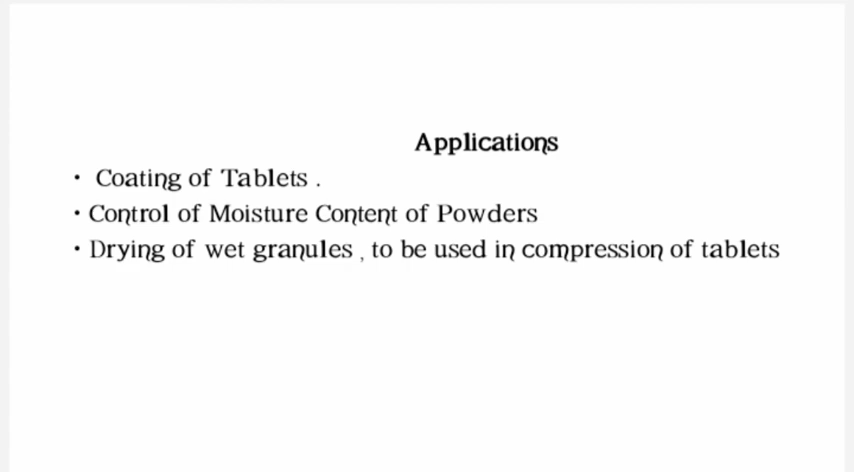 Applications
• Coating of Tablets .
• Control of Moisture Content of Powders
• Drying of wet granules , to be used in compression of tablets